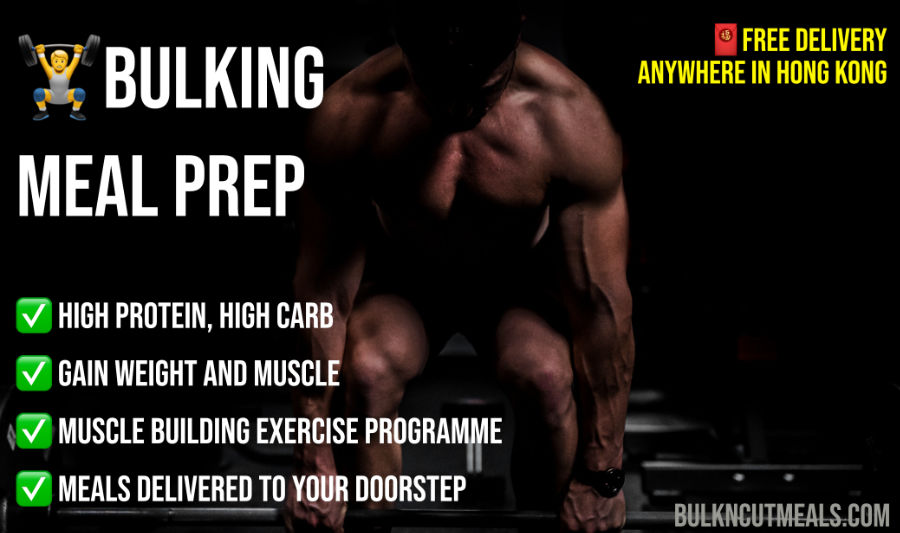 BULKING
MEAL PREP
FREE DELIVERY
ANYWHERE IN HONG KONG
HIGH PROTEIN, HIGH CARB
GAIN WEIGHT AND MUSCLE
MUSCLE BUILDING EXERCISE PROGRAMME
MEALS DELIVERED TO YOUR DOORSTEP
BULKNCUTMEALS.COM